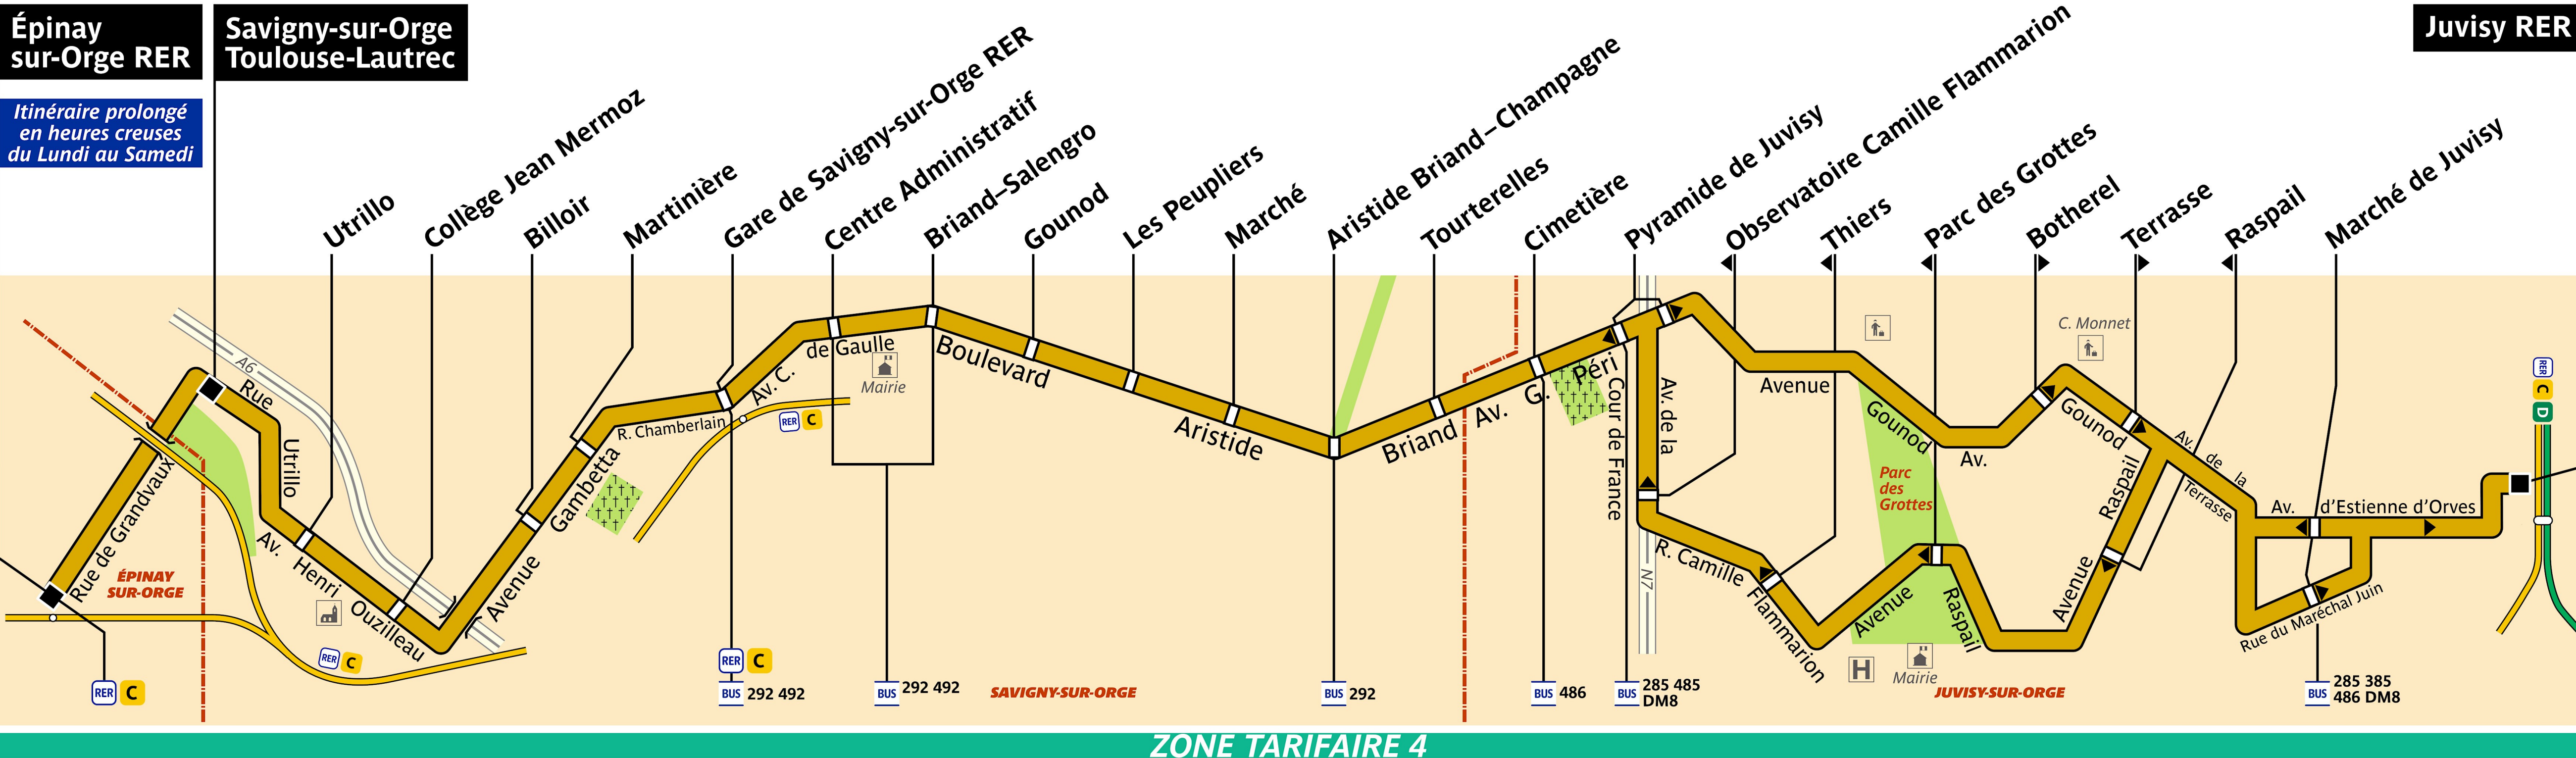 Épinay
sur-Orge RER
Savigny-sur-Orge
Toulouse-Lautrec
Juvisy RER
Itinéraire prolongé
en heures creuses
du Lundi au Samedi
Utrillo
Collège Jean Mermoz
Billoir
Martinière
Gare de Savigny-sur-Orge RER
Centre Administratif
Briand–Salengro
Gounod
Les Peupliers
Marché
Aristide Briand–Champagne
Tourterelles
Cimetière
Pyramide de Juvisy
Observatoire Camille Flammarion
Thiers
Parc des Grottes
Botherel
Terrasse
Raspail
Marché de Juvisy
A6
Rue
Utrillo
Rue de Grandvaux
ÉPINAY
SUR-ORGE
Av.
Henri
Ouzilleau
RER C
RER C
Avenue
Gambetta
R. Chamberlain
Av. C.
de Gaulle
Mairie
RER C
RER C
BUS 292 492
BUS 292 492
Boulevard
Aristide
Briand
SAVIGNY-SUR-ORGE
BUS 292
Av. G.
Péri
BUS 486
Cour de France
Av. de la
N7
BUS 285 485
DM8
R. Camille
Flammarion
Avenue
Gounod
Av.
Gounod
C. Monnet
Parc
des
Grottes
Avenue
Raspail
H
Mairie
JUVISY-SUR-ORGE
Avenue
Raspail
Av. de la
Terrasse
Av. d'Estienne d'Orves
Rue du Maréchal Juin
BUS 285 385
486 DM8
RER
C
D
ZONE TARIFAIRE 4